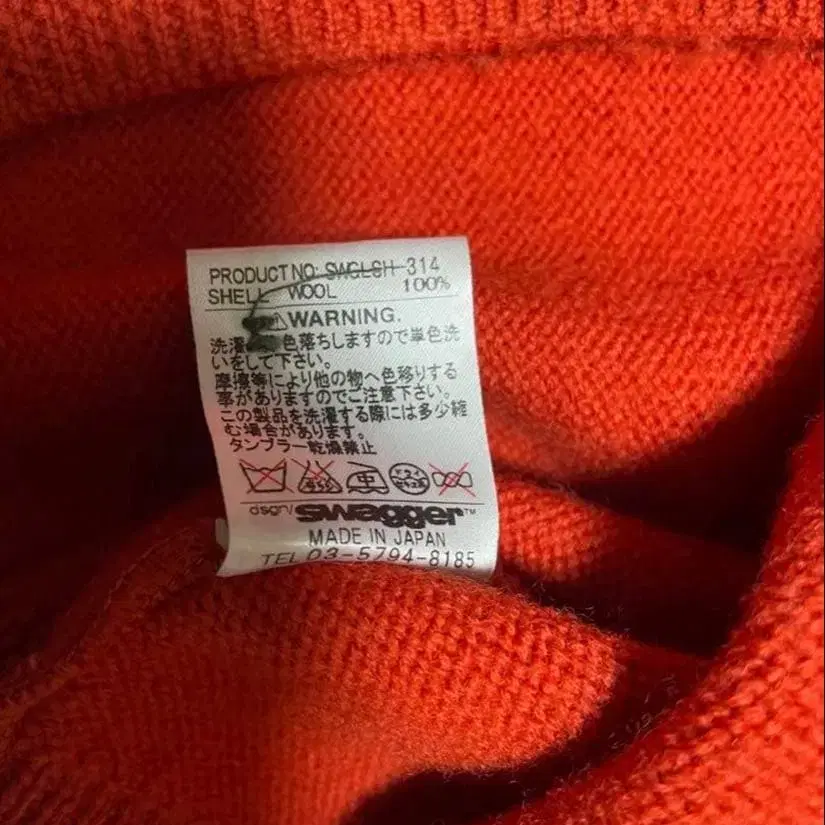 PRODUCT NO: SWGLSH-314
SHELL WOOL 100%
WARNING.
洗濯 色落ちしますので単色洗
いをして下さい。
摩擦等により他の物へ色移りする
事がありますのでご注意下さい。
この製品を洗濯する際には多少縮
む場合があります。
タンブラー乾燥禁止
中 ドライ
dsgn/swagger™
MADE IN JAPAN
TEL 03-5794-8185